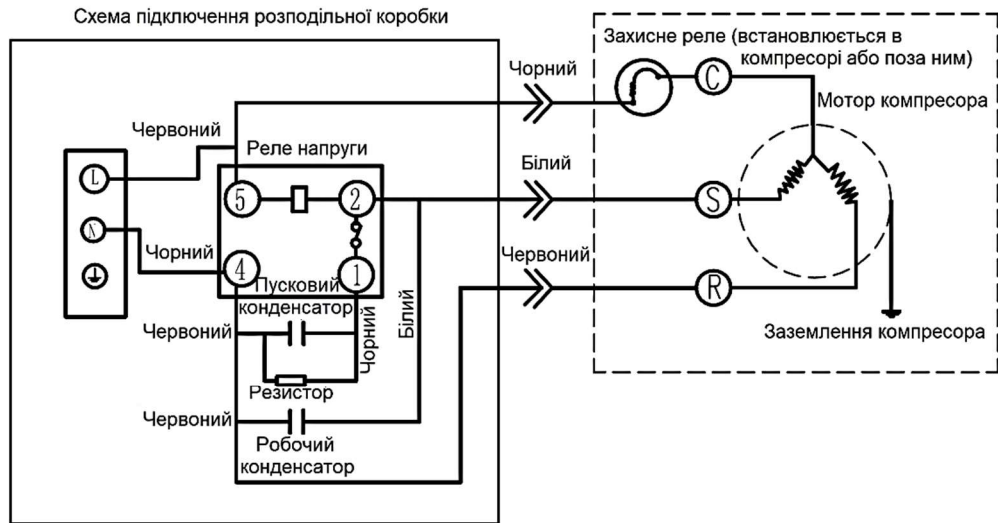 Схема підключення розподільної коробки
Захисне реле (встановлюється в
компресорі або поза ним)
Чорний
C
Мотор компресора
Червоний
Реле напруги
L
Білий
5
2
S
N
Чорний
4
1
Червоний
R
Пусковий
конденсатор
Червоний
Чорний
Білий
Заземлення компресора
Резистор
Червоний
Робочий
конденсатор